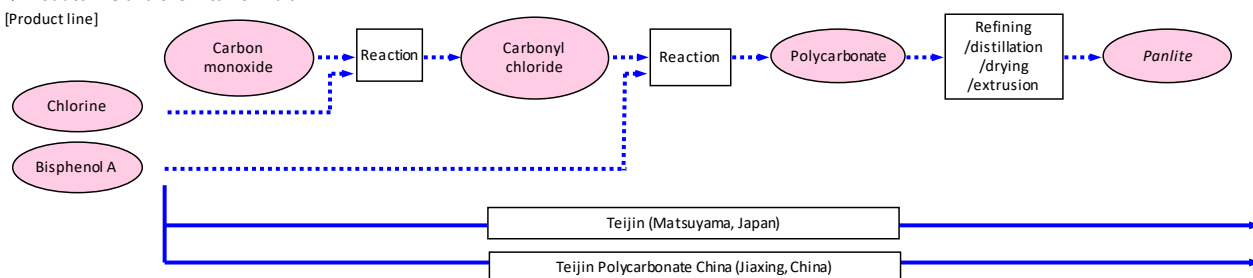 [Product line]
Carbon
monoxide
Reaction
Carbonyl
chloride
Reaction
Polycarbonate
Refining
/distillation
/drying
/extrusion
Panlite
Chlorine
Bisphenol A
Teijin (Matsuyama, Japan)
Teijin Polycarbonate China (Jiaxing, China)